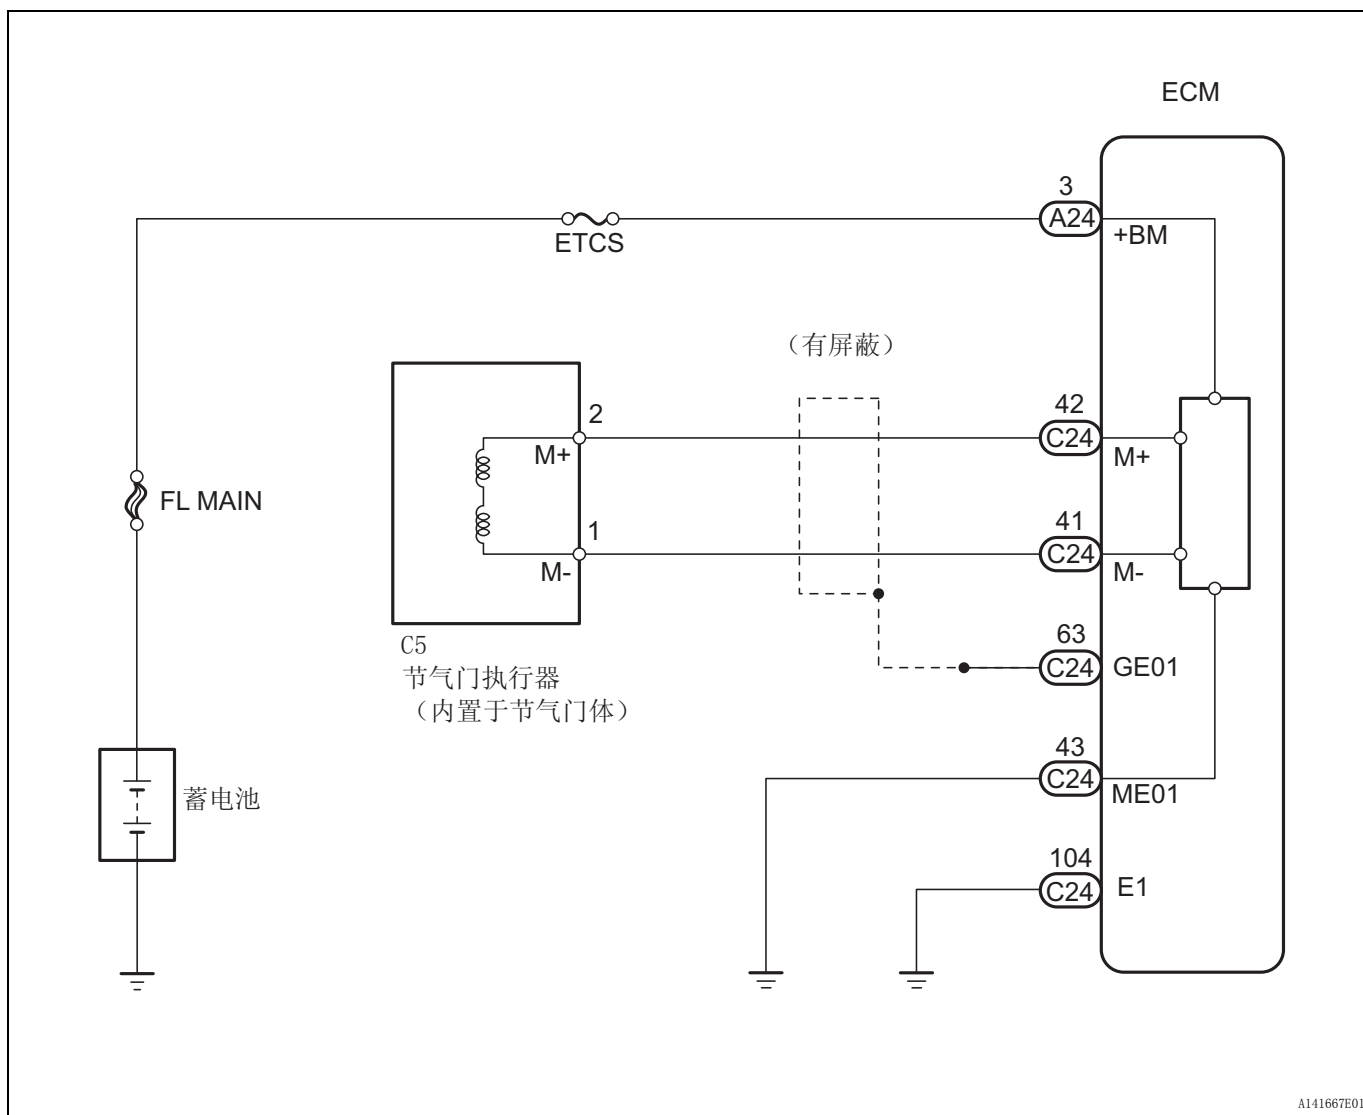 ECM
3
A24
+BM
ETCS
（有屏蔽）
42
C24
M+
2
M+
FL MAIN
41
C24
M-
1
M-
C5
节气门执行器
（内置于节气门体）
63
C24
GE01
43
C24
ME01
蓄电池
104
C24
E1
A141667E01